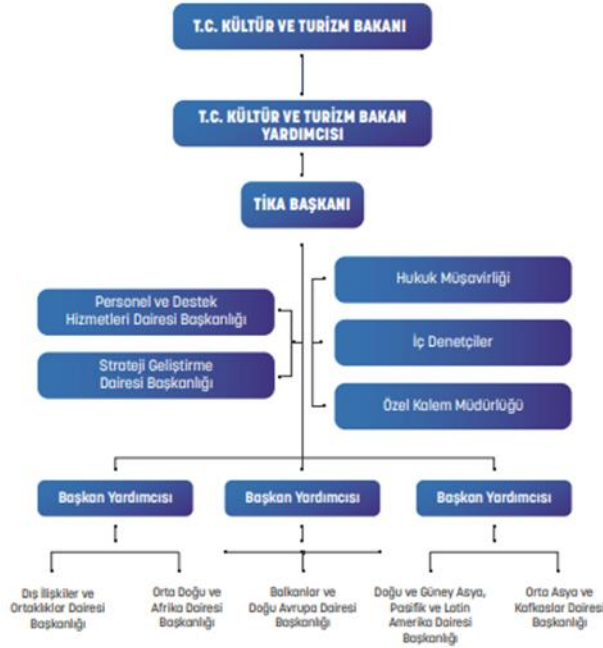 T.C. KÜLTÜR VE TURİZM BAKANI
T.C. KÜLTÜR VE TURİZM BAKAN
YARDIMCISI
TİKA BAŞKANI
Personel ve Destek
Hizmetleri Dairesi Başkanlığı
Strateji Geliştirme
Dairesi Başkanlığı
Hukuk Müşavirliği
İç Denetçiler
Özel Kalem Müdürlüğü
Başkan Yardımcısı
Başkan Yardımcısı
Başkan Yardımcısı
Dış İlişkiler ve
Ortaklıklar Dairesi
Başkanlığı
Orta Doğu ve
Afrika Dairesi
Başkanlığı
Balkanlar ve
Doğu Avrupa Dairesi
Başkanlığı
Doğu ve Güney Asya,
Pasifik ve Latin
Amerika Dairesi
Başkanlığı
Orta Asya ve
Kafkaslar Dairesi
Başkanlığı